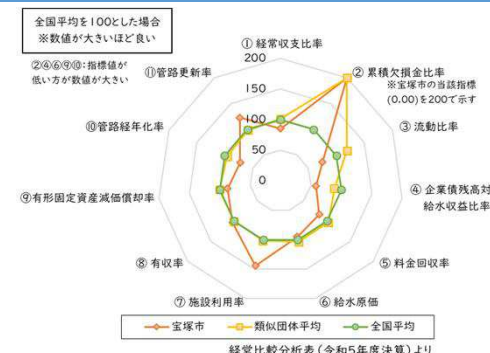 全国平均を100とした場合
※数値が大きいほど良い
②④⑥⑨⑩:指標値が
低い方が数値が大きい
① 経常収支比率
② 累積欠損金比率
※宝塚市の当該指標
(0.00)を200で示す
③ 流動比率
④ 企業債残高対
給水収益比率
⑤ 料金回収率
⑥ 給水原価
⑦ 施設利用率
⑧ 有収率
⑨有形固定資産減価償却率
⑩管路経年化率
⑪管路更新率
200
150
100
50
0
宝塚市
類似団体平均
全国平均
経営比較分析表(令和5年度決算)より